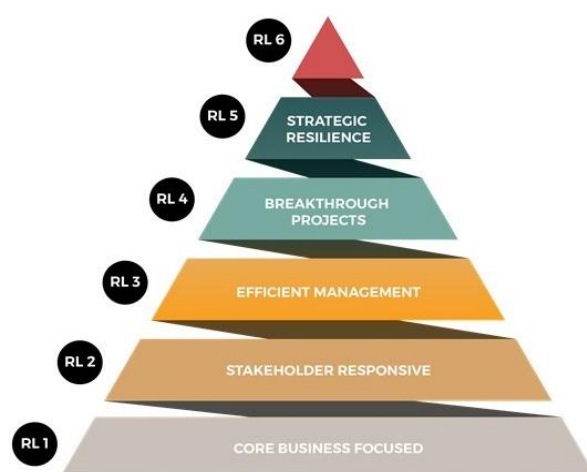 RL 6
RL 5
STRATEGIC
RESILIENCE
RL 4
BREAKTHROUGH
PROJECTS
RL 3
EFFICIENT MANAGEMENT
RL 2
STAKEHOLDER RESPONSIVE
RL 1
CORE BUSINESS FOCUSED